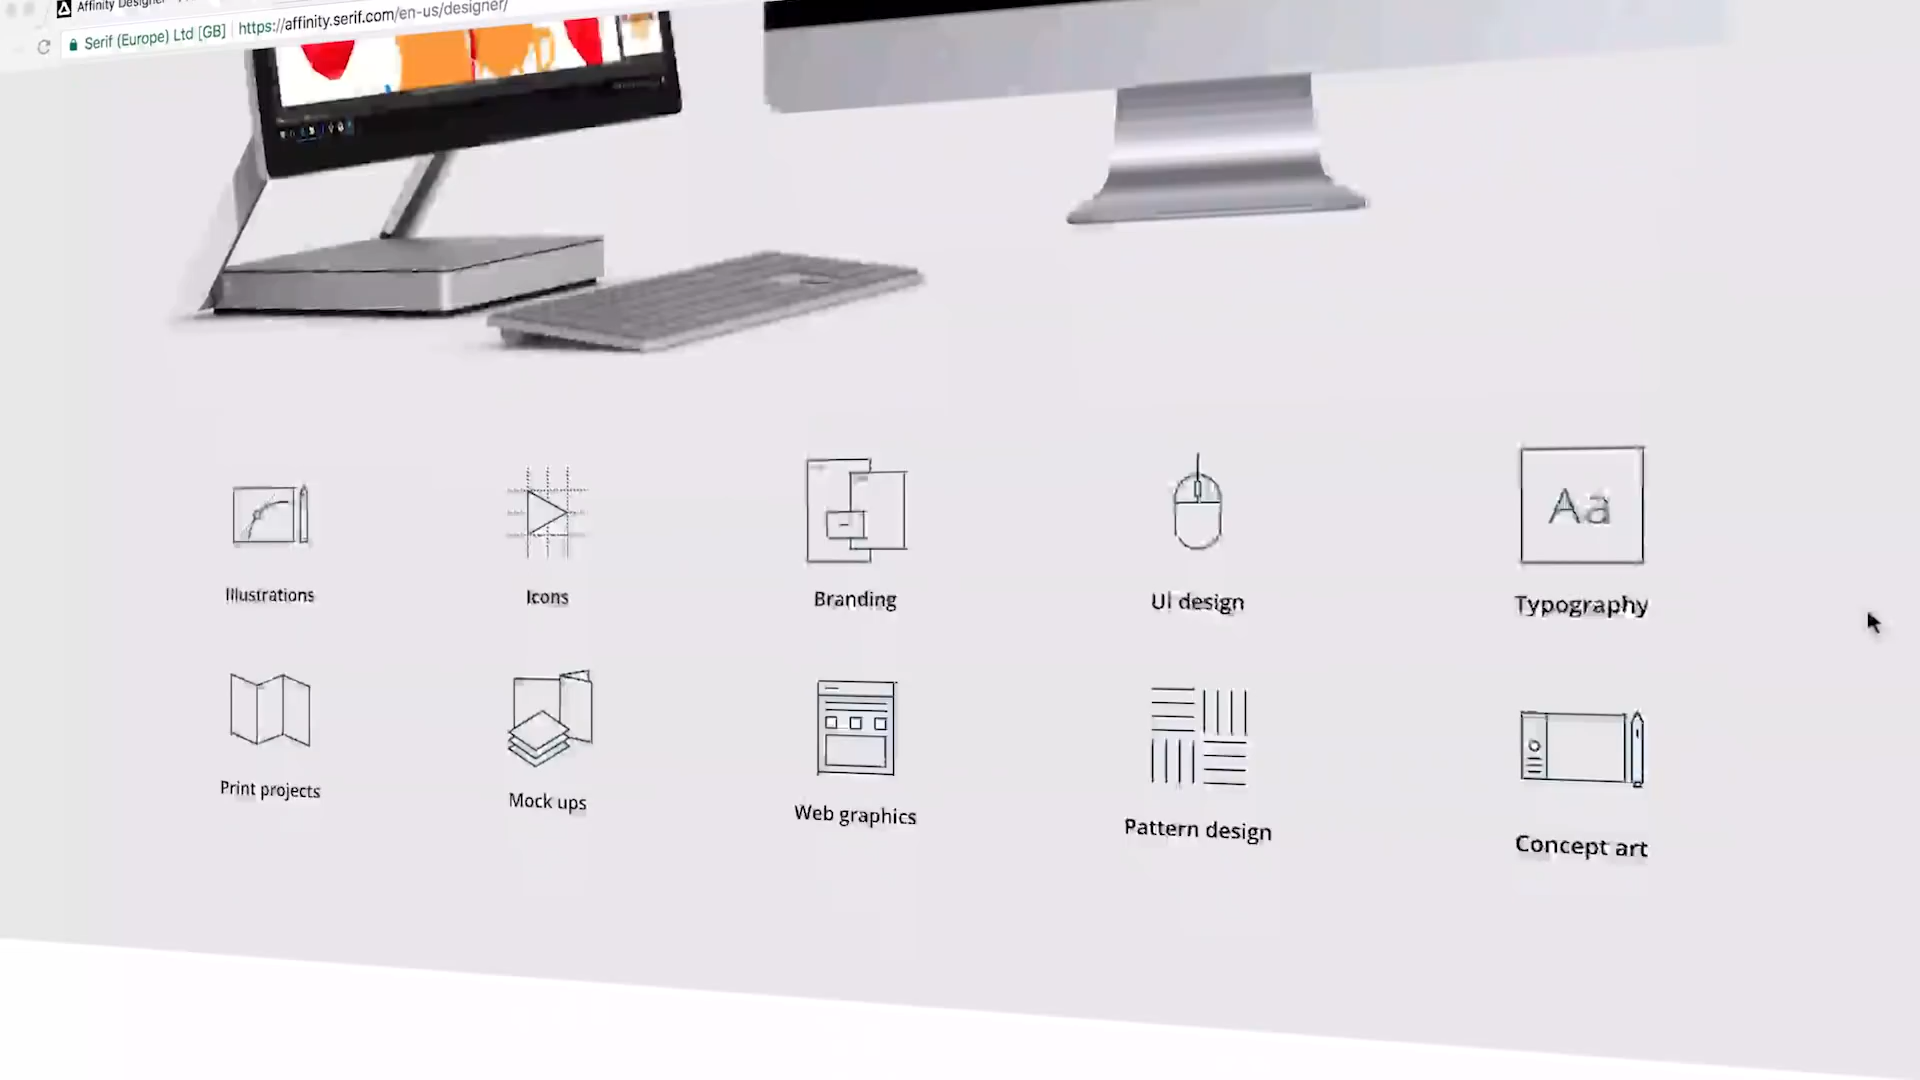 Affinity Designer
Serif (Europe) Ltd [GB] https://affinity.serif.com/en-us/designer/
Illustrations
Icons
Branding
UI design
Aa
Typography
Print projects
Mock ups
Web graphics
Pattern design
Concept art